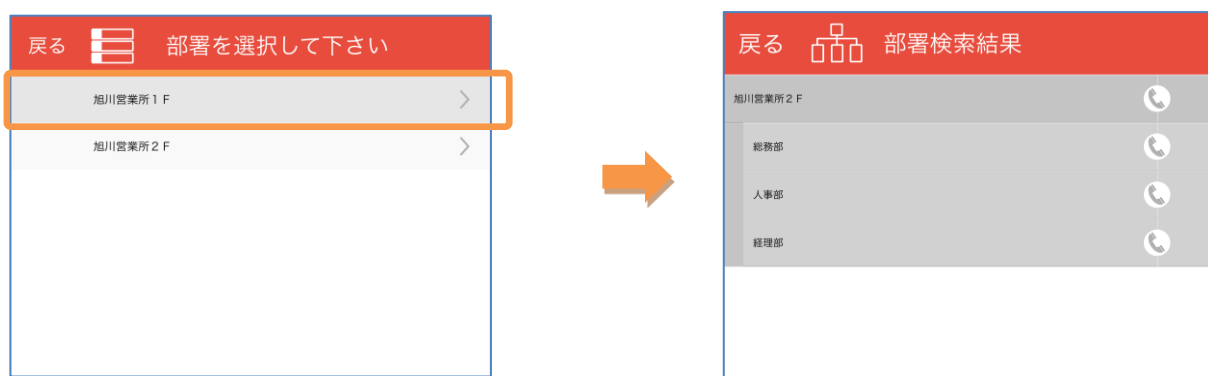 戻る 部署を選択して下さい
旭川営業所1F
旭川営業所2F
戻る 部署検索結果
旭川営業所2F
総務部
人事部
経理部